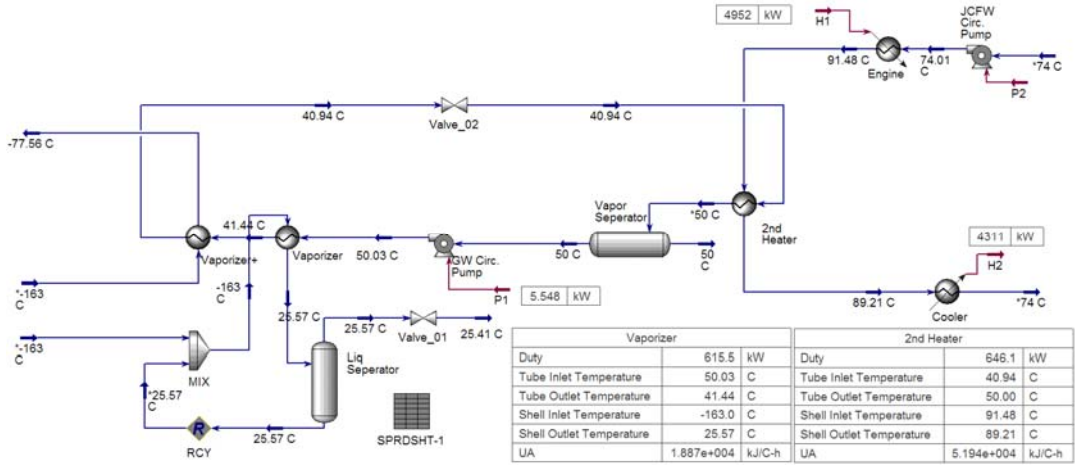 4952 kW
H1
JCFW
Circ.
Pump
91.48 C
Engine
74.01
C
*74 C
P2
40.94 C
Valve_02
40.94 C
-77.56 C
Vapor
Seperator
*50 C
2nd
Heater
41.44 C
Vaporizer+
Vaporizer
50.03 C
GW Circ.
Pump
50 C
50
C
4311 kW
H2
*-163
C
-163
C
P1
5.548 kW
89.21 C
Cooler
*74 C
*-163
C
MIX
25.57 C
25.57 C
Valve_01
25.41 C
Liq
Seperator
*25.57
C
RCY
25.57 C
SPRDSHT-1
Vaporizer
Duty 615.5 kW
Tube Inlet Temperature 50.03 C
Tube Outlet Temperature 41.44 C
Shell Inlet Temperature -163.0 C
Shell Outlet Temperature 25.57 C
UA 1.887e+004 kJ/C-h
2nd Heater
Duty 646.1 kW
Tube Inlet Temperature 40.94 C
Tube Outlet Temperature 50.00 C
Shell Inlet Temperature 91.48 C
Shell Outlet Temperature 89.21 C
UA 5.194e+004 kJ/C-h
R